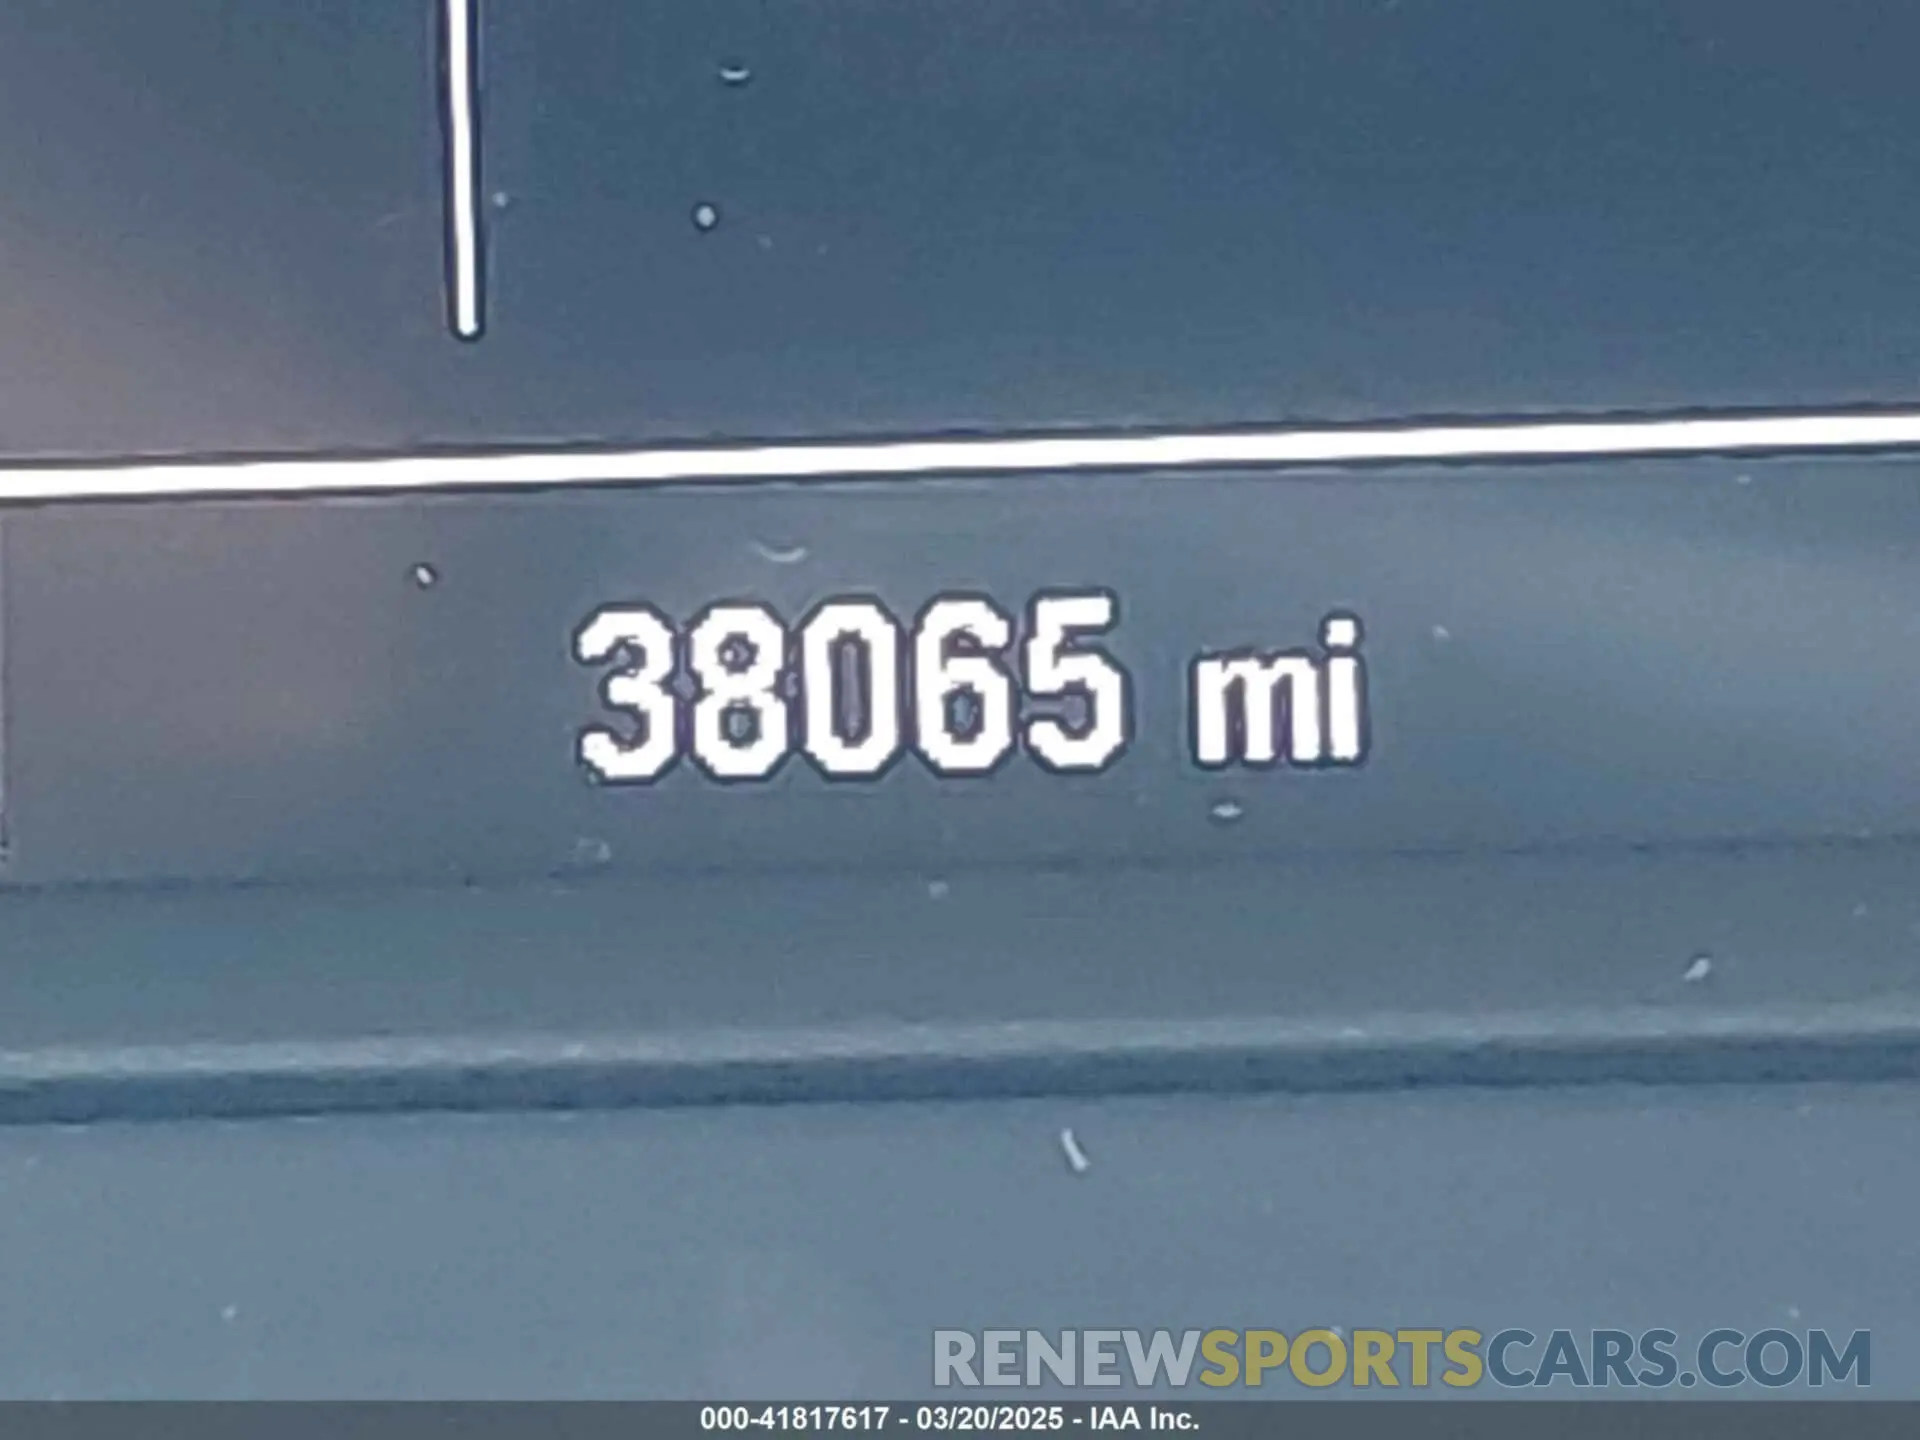 38065 mi
RENEWSPORTSCARS.COM
000-41817617 - 03/20/2025 - IAA Inc.